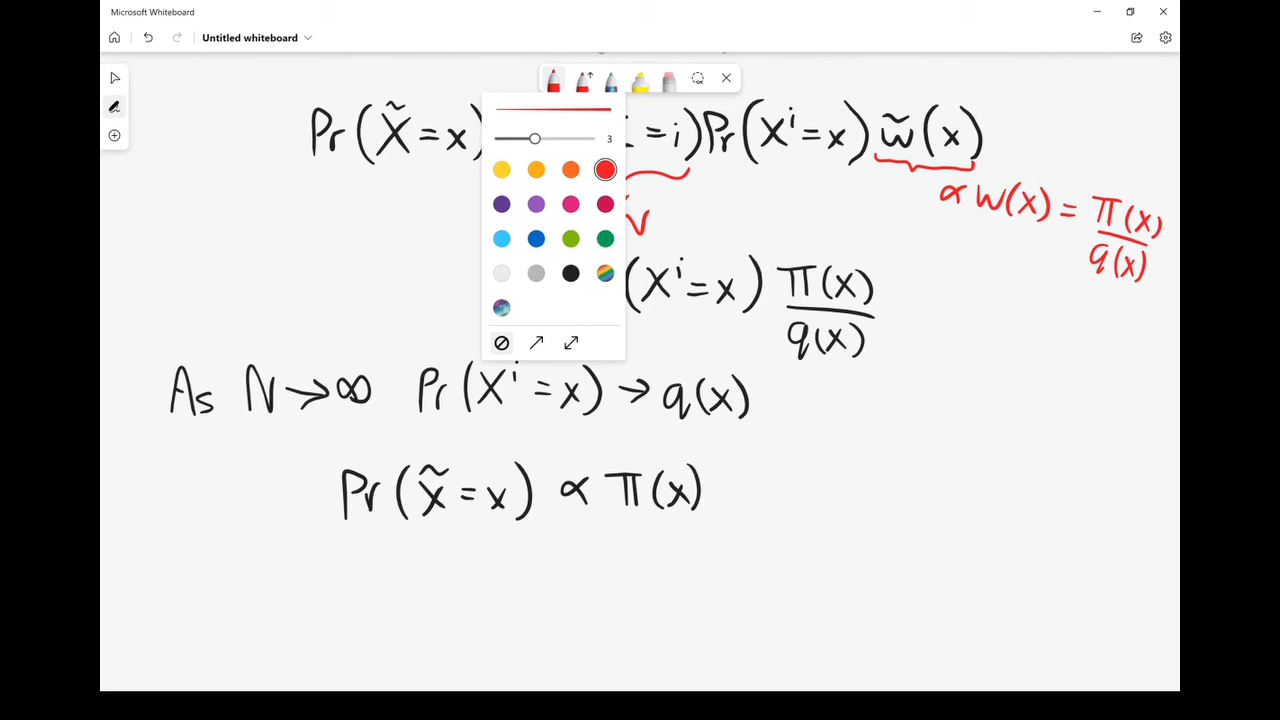 Microsoft Whiteboard
Untitled whiteboard
Pr(X̃ = x) = i) Pr(Xⁱ = x) w̃(x)
3
∝ w(x) = π(x)/q(x)
(Xⁱ = x) π(x)/q(x)
As N → ∞ Pr(Xⁱ = x) → q(x)
Pr(x̃ = x) ∝ π(x)